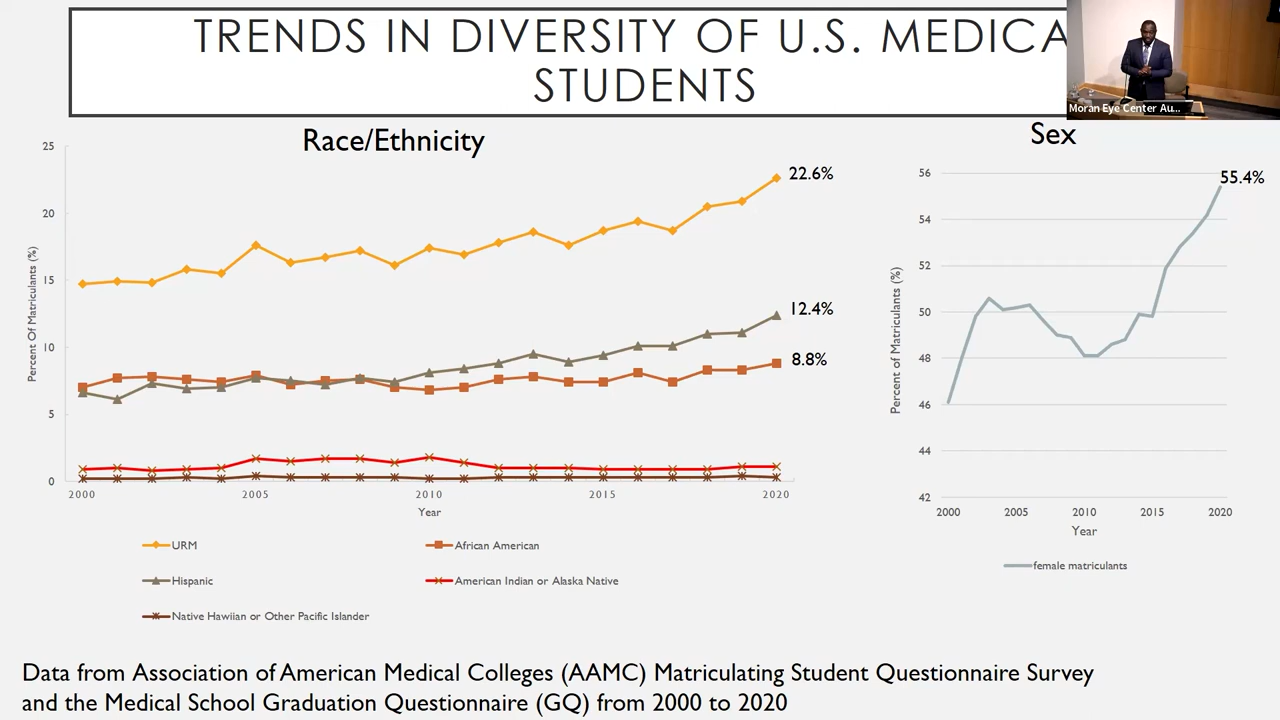 TRENDS IN DIVERSITY OF U.S. MEDICA
STUDENTS
Moran Eye Center Au...
Race/Ethnicity
25
20
15
10
5
0
Percent Of Matriculants (%)
22.6%
12.4%
8.8%
2000 2005 2010 2015 2020
Year
URM
African American
Hispanic
American Indian or Alaska Native
Native Hawiian or Other Pacific Islander
Sex
56
54
52
50
48
46
44
42
Percent of Matriculants (%)
55.4%
2000 2005 2010 2015 2020
Year
female matriculants
Data from Association of American Medical Colleges (AAMC) Matriculating Student Questionnaire Survey
and the Medical School Graduation Questionnaire (GQ) from 2000 to 2020